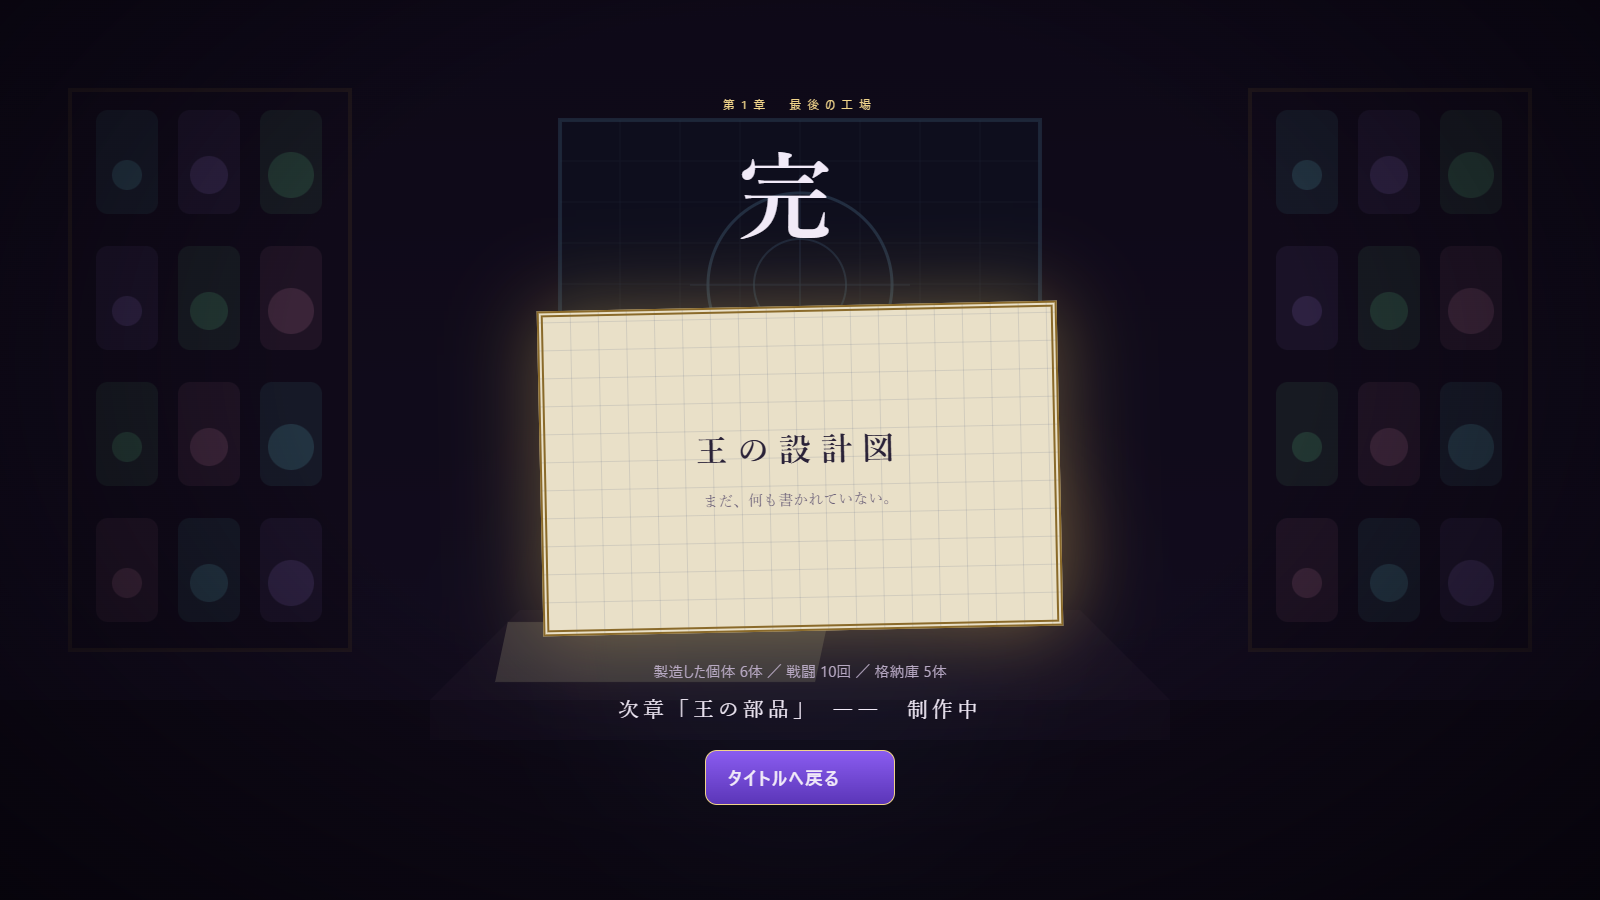 第1章　最後の工場
完
王の設計図
まだ、何も書かれていない。
製造した個体 6体 ／ 戦闘 10回 ／ 格納庫 5体
次章「王の部品」 ——　制作中
タイトルへ戻る